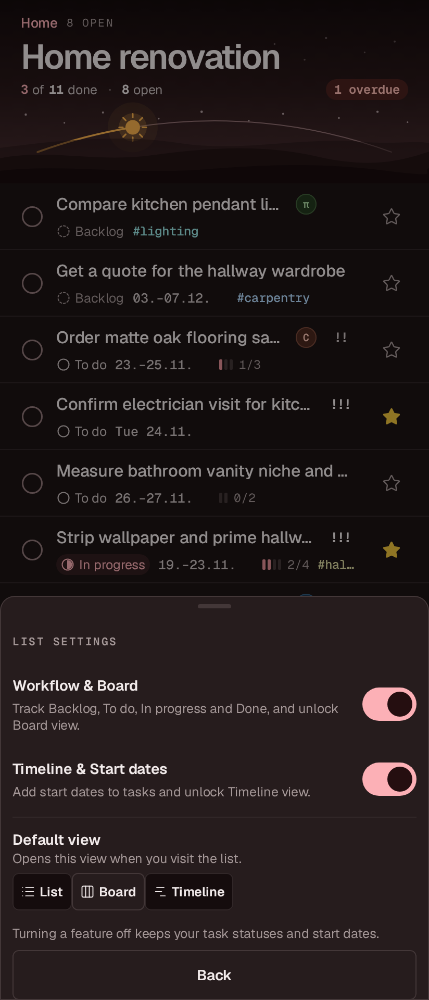 Home 8 OPEN
Home renovation
3 of 11 done · 8 open
1 overdue
Compare kitchen pendant li… π
Backlog #lighting
Get a quote for the hallway wardrobe
Backlog 03.–07.12. #carpentry
Order matte oak flooring sa… C !!
To do 23.–25.11. 1/3
Confirm electrician visit for kitc… !!!
To do Tue 24.11.
Measure bathroom vanity niche and …
To do 26.–27.11. 0/2
Strip wallpaper and prime hallw… !!!
In progress 19.–23.11. 2/4 #hal…
LIST SETTINGS
Workflow & Board
Track Backlog, To do, In progress and Done, and unlock
Board view.
Timeline & Start dates
Add start dates to tasks and unlock Timeline view.
Default view
Opens this view when you visit the list.
List Board Timeline
Turning a feature off keeps your task statuses and start dates.
Back